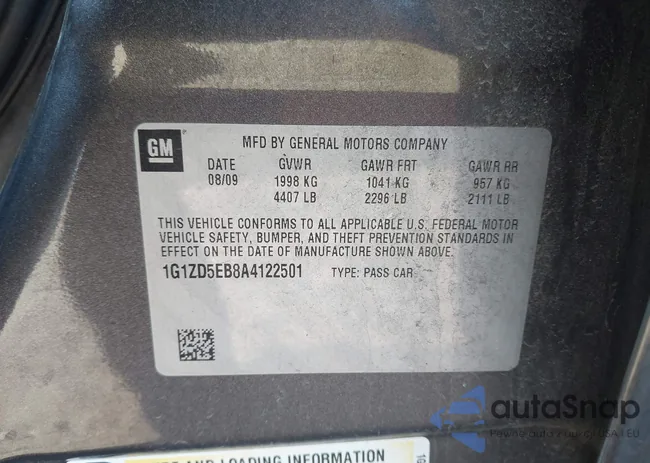 GM
MFD BY GENERAL MOTORS COMPANY
DATE GVWR GAWR FRT GAWR RR
08/09 1998 KG 1041 KG 957 KG
4407 LB 2296 LB 2111 LB
THIS VEHICLE CONFORMS TO ALL APPLICABLE U.S. FEDERAL MOTOR
VEHICLE SAFETY, BUMPER, AND THEFT PREVENTION STANDARDS IN
EFFECT ON THE DATE OF MANUFACTURE SHOWN ABOVE.
1G1ZD5EB8A4122501 TYPE: PASS CAR
autaSnap
AND LOADING INFORMATION